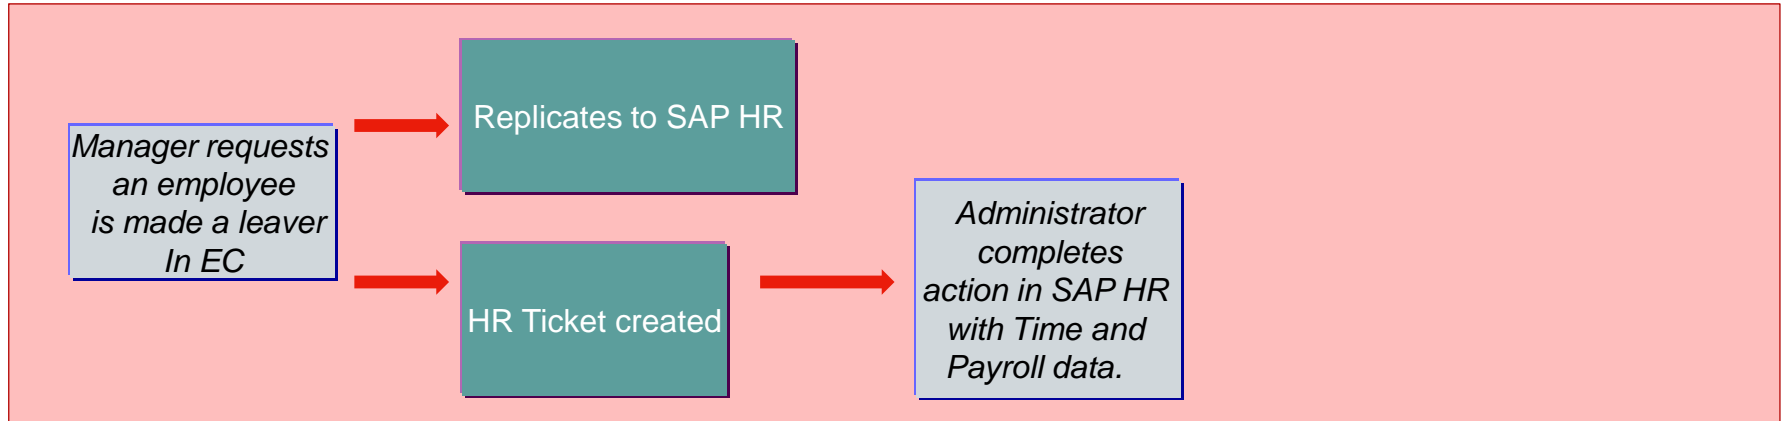 Manager requests
an employee
is made a leaver
In EC
Replicates to SAP HR
HR Ticket created
Administrator
completes
action in SAP HR
with Time and
Payroll data.